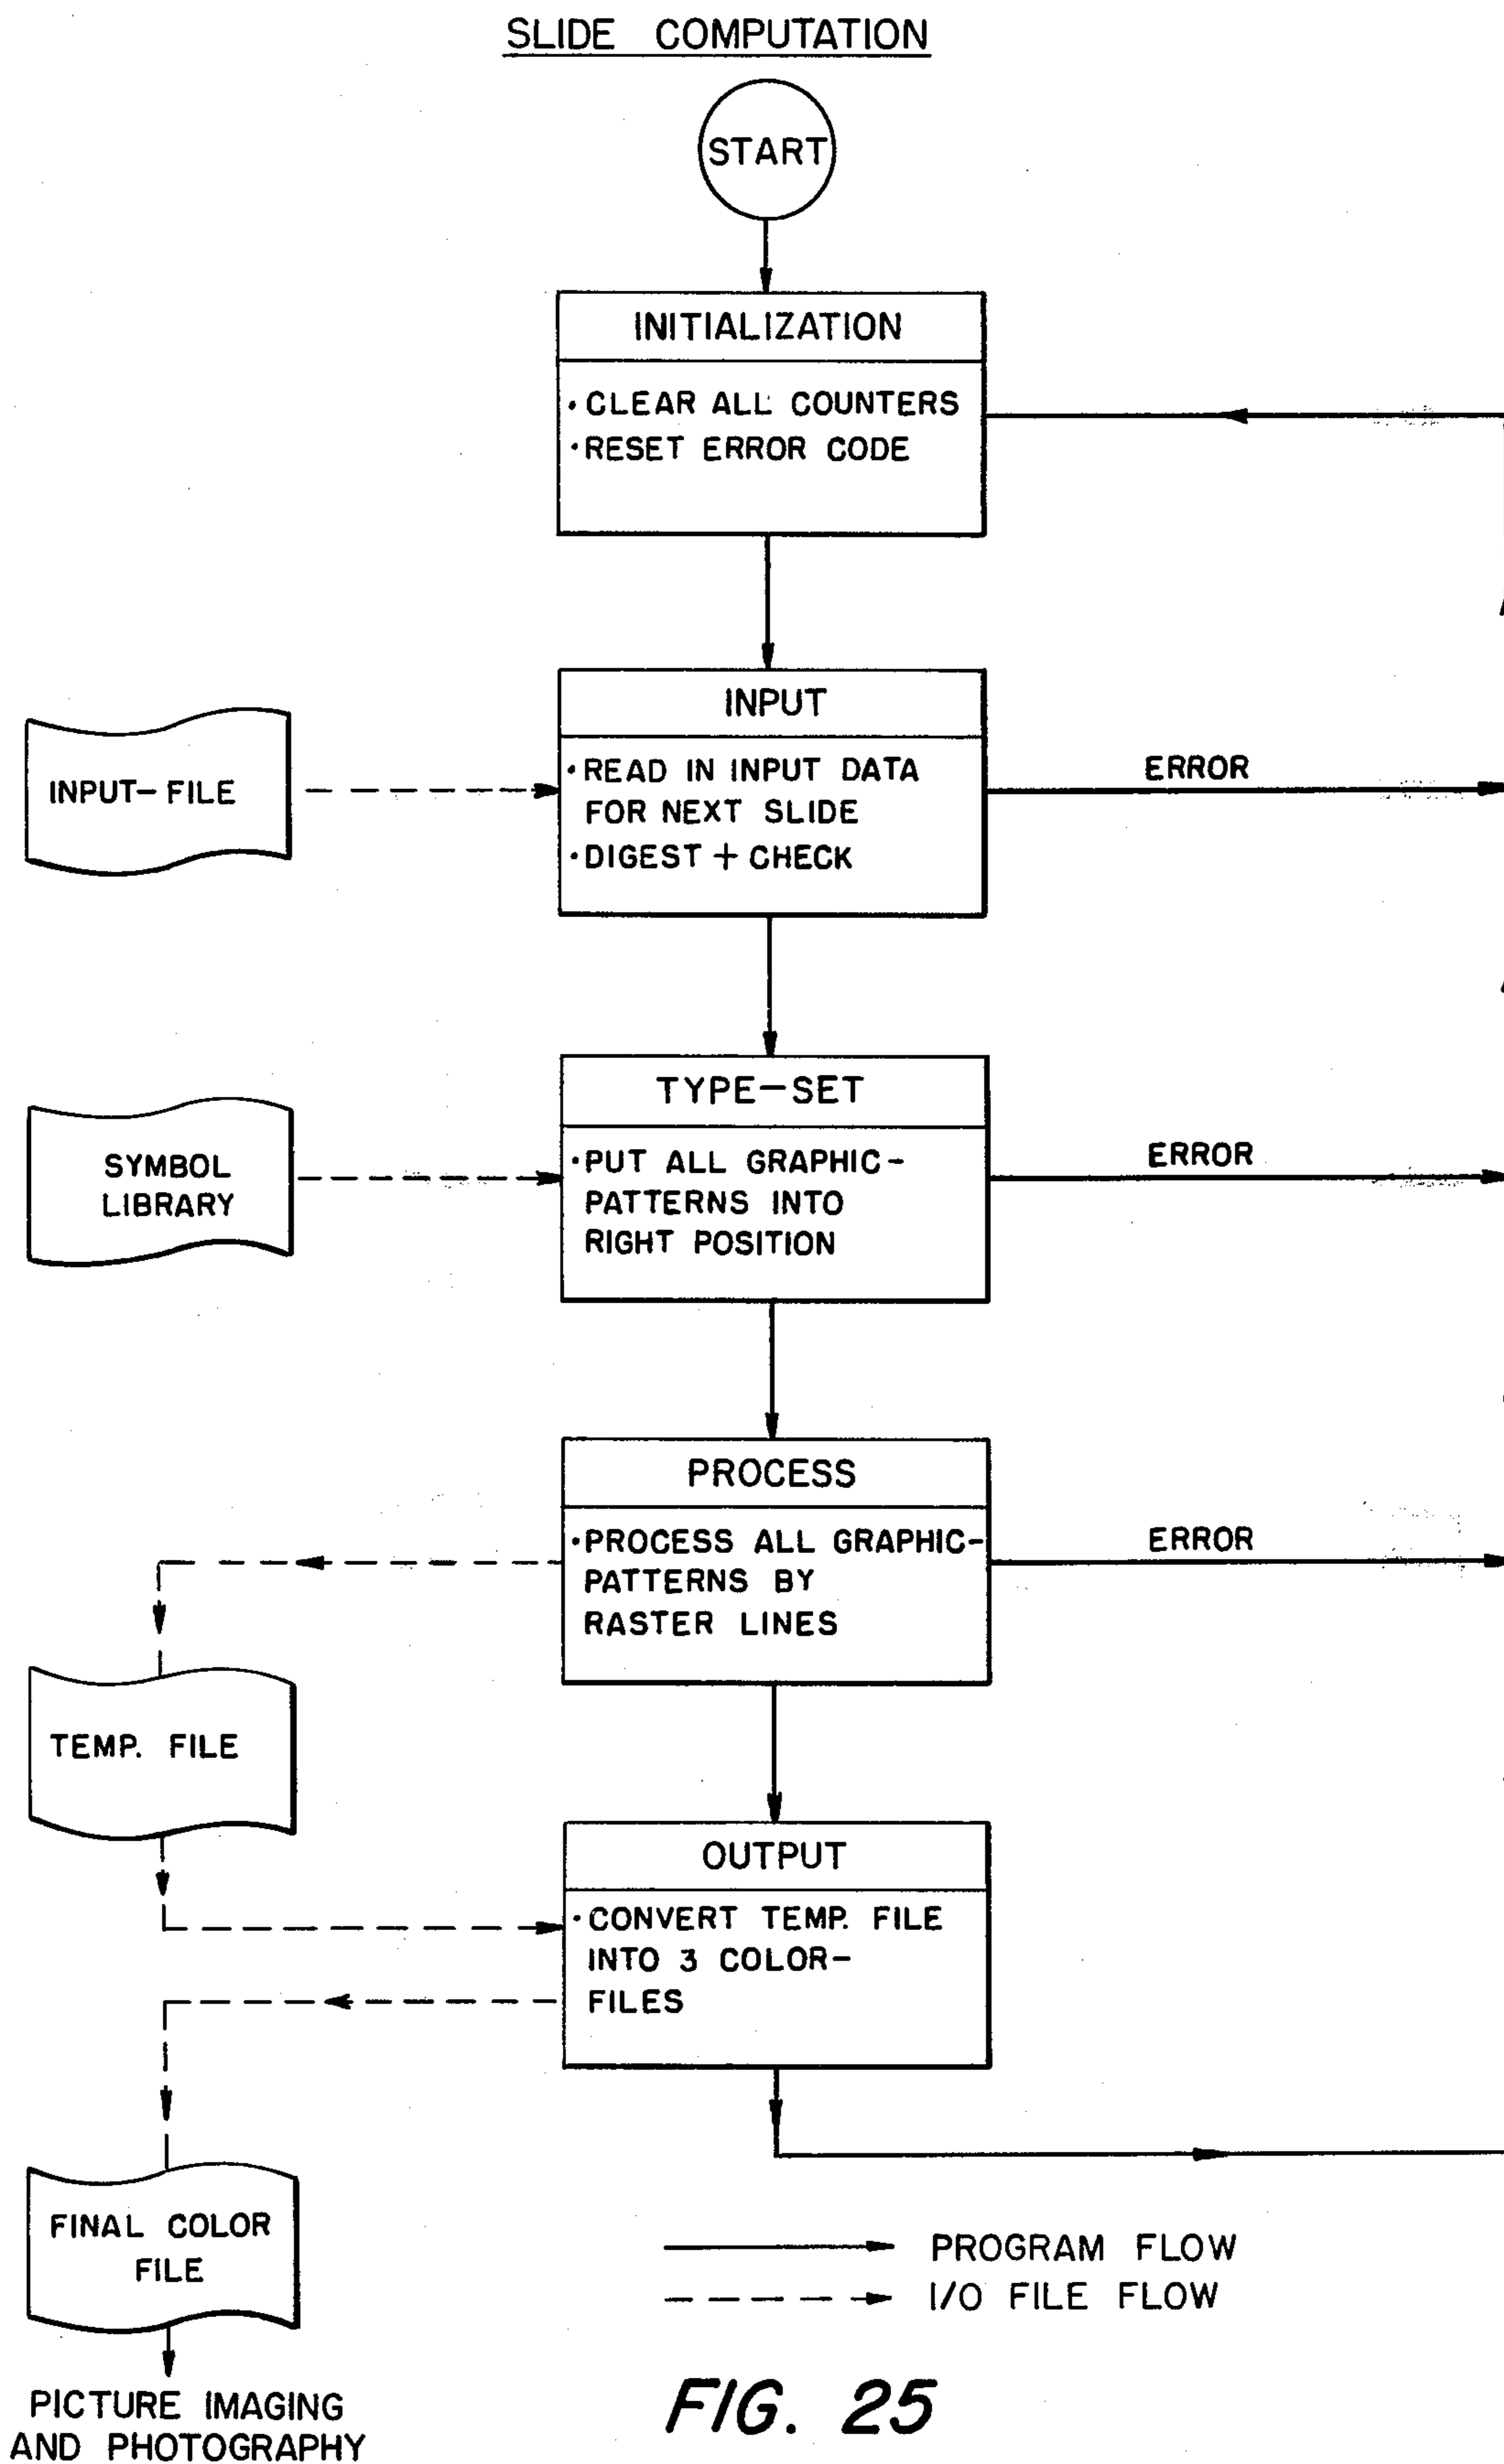 SLIDE COMPUTATION
START
INITIALIZATION
· CLEAR ALL COUNTERS
· RESET ERROR CODE
INPUT
INPUT-FILE
· READ IN INPUT DATA
FOR NEXT SLIDE
· DIGEST + CHECK
ERROR
TYPE-SET
SYMBOL
LIBRARY
· PUT ALL GRAPHIC-
PATTERNS INTO
RIGHT POSITION
ERROR
PROCESS
· PROCESS ALL GRAPHIC-
PATTERNS BY
RASTER LINES
ERROR
TEMP. FILE
OUTPUT
· CONVERT TEMP. FILE
INTO 3 COLOR-
FILES
FINAL COLOR
FILE
PROGRAM FLOW
I/O FILE FLOW
PICTURE IMAGING
AND PHOTOGRAPHY
FIG. 25